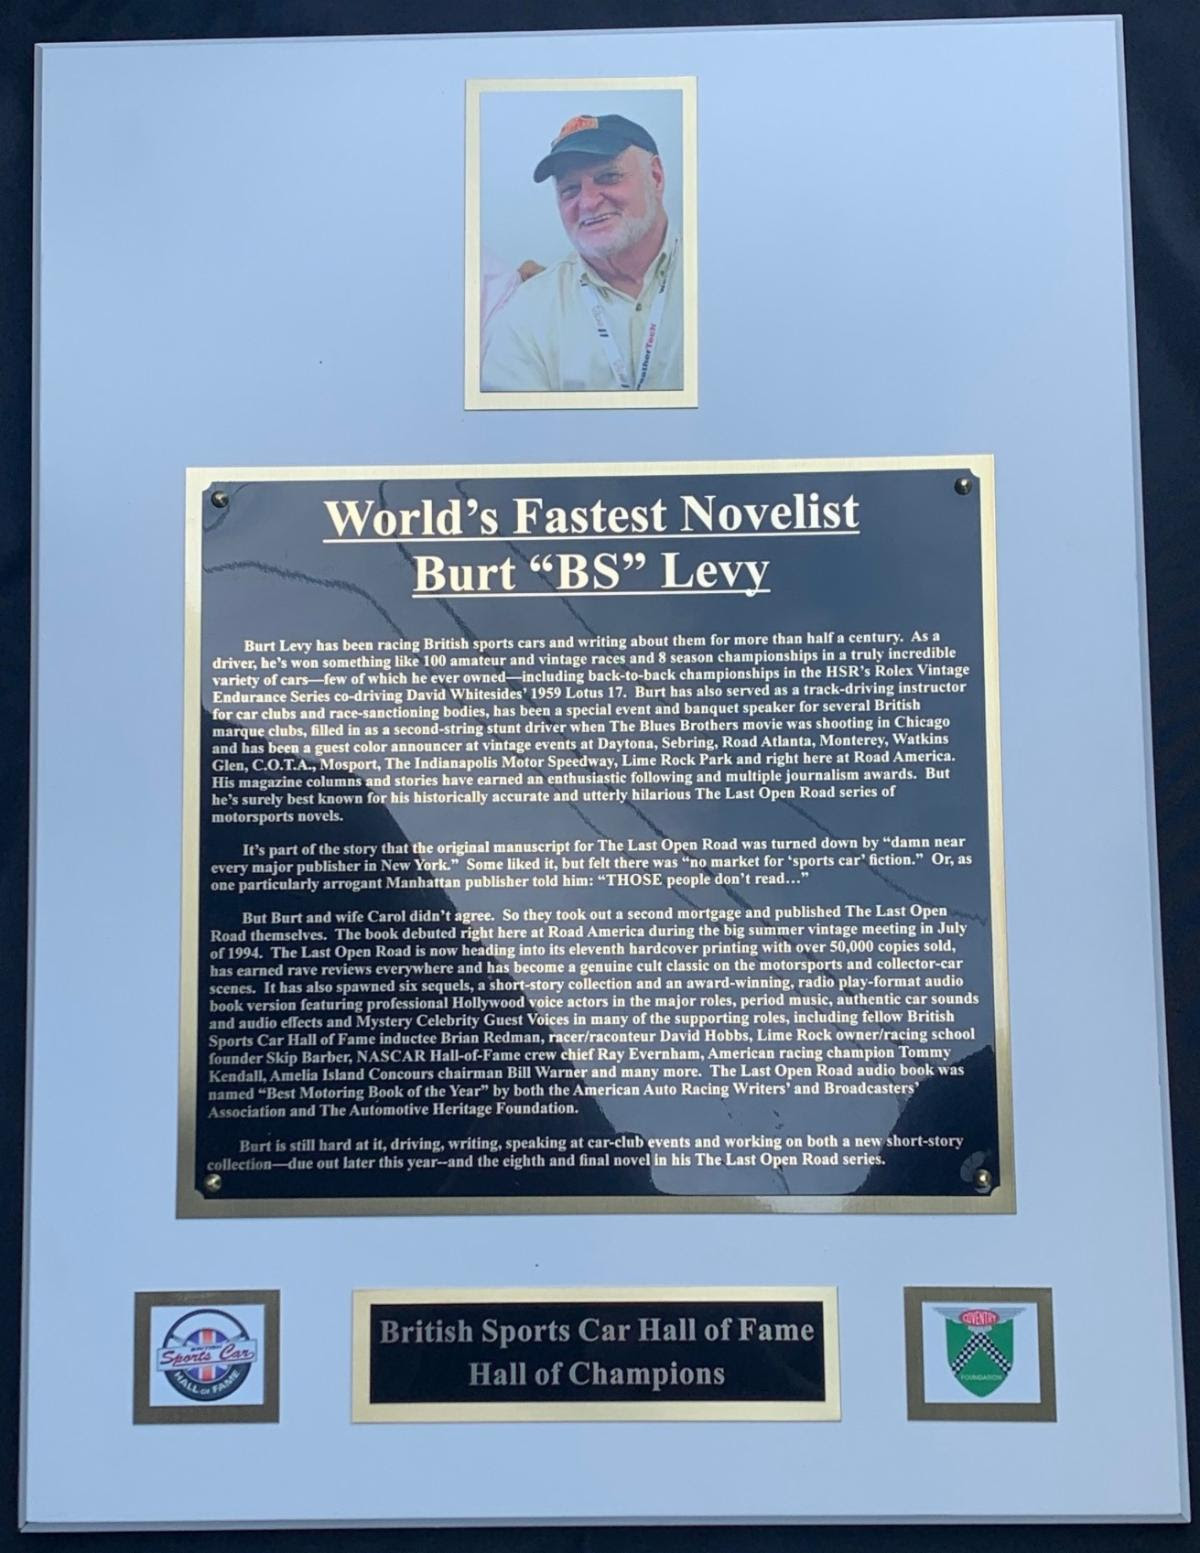 WeatherTech
World's Fastest Novelist
Burt “BS” Levy
Burt Levy has been racing British sports cars and writing about them for more than half a century. As a
driver, he's won something like 100 amateur and vintage races and 8 season championships in a truly incredible
variety of cars—few of which he ever owned—including back-to-back championships in the HSR's Rolex Vintage
Endurance Series co-driving David Whitesides' 1959 Lotus 17. Burt has also served as a track-driving instructor
for car clubs and race-sanctioning bodies, has been a special event and banquet speaker for several British
marque clubs, filled in as a second-string stunt driver when The Blues Brothers movie was shooting in Chicago
and has been a guest color announcer at vintage events at Daytona, Sebring, Road Atlanta, Monterey, Watkins
Glen, C.O.T.A., Mosport, The Indianapolis Motor Speedway, Lime Rock Park and right here at Road America.
His magazine columns and stories have earned an enthusiastic following and multiple journalism awards. But
he's surely best known for his historically accurate and utterly hilarious The Last Open Road series of
motorsports novels.
It's part of the story that the original manuscript for The Last Open Road was turned down by “damn near
every major publisher in New York.” Some liked it, but felt there was “no market for ‘sports car’ fiction.” Or, as
one particularly arrogant Manhattan publisher told him: “THOSE people don't read...”
But Burt and wife Carol didn't agree. So they took out a second mortgage and published The Last Open
Road themselves. The book debuted right here at Road America during the big summer vintage meeting in July
of 1994. The Last Open Road is now heading into its eleventh hardcover printing with over 50,000 copies sold,
has earned rave reviews everywhere and has become a genuine cult classic on the motorsports and collector-car
scenes. It has also spawned six sequels, a short-story collection and an award-winning, radio play-format audio
book version featuring professional Hollywood voice actors in the major roles, period music, authentic car sounds
and audio effects and Mystery Celebrity Guest Voices in many of the supporting roles, including fellow British
Sports Car Hall of Fame inductee Brian Redman, racer/raconteur David Hobbs, Lime Rock owner/racing school
founder Skip Barber, NASCAR Hall-of-Fame crew chief Ray Evernham, American racing champion Tommy
Kendall, Amelia Island Concours chairman Bill Warner and many more. The Last Open Road audio book was
named “Best Motoring Book of the Year” by both the American Auto Racing Writers' and Broadcasters'
Association and The Automotive Heritage Foundation.
Burt is still hard at it, driving, writing, speaking at car-club events and working on both a new short-story
collection—due out later this year--and the eighth and final novel in his The Last Open Road series.
BRITISH
Sports Car
HALL OF FAME
British Sports Car Hall of Fame
Hall of Champions
COVENTRY
FOUNDATION